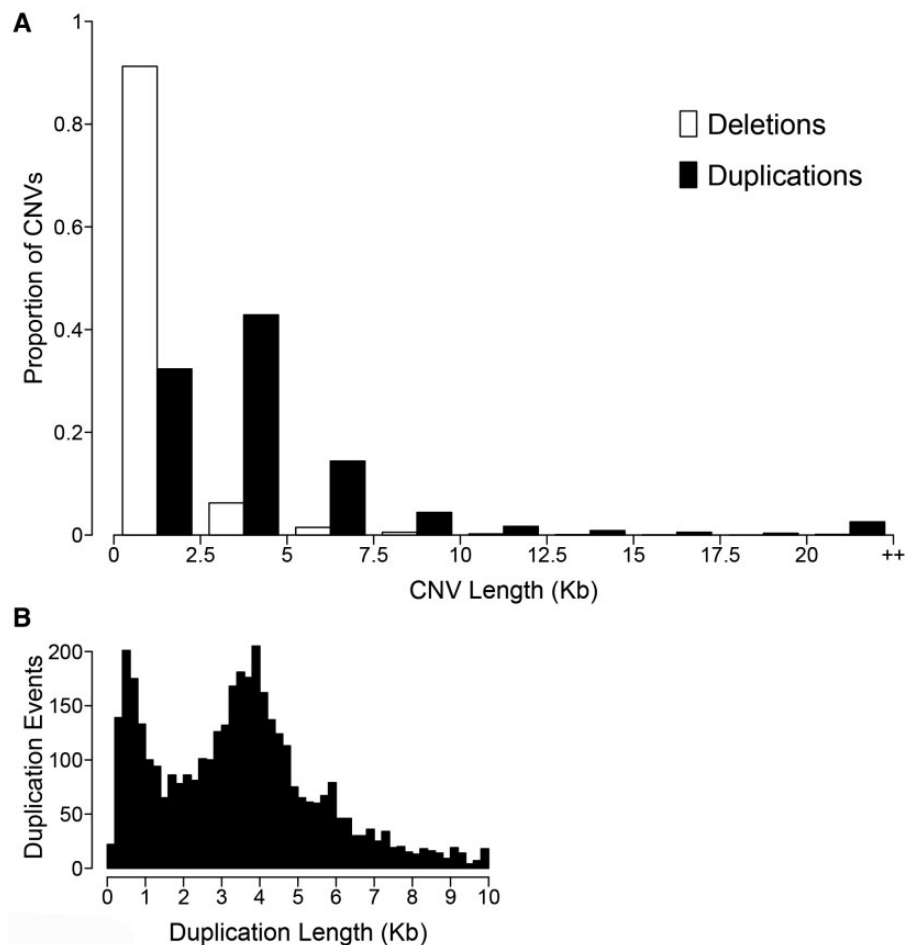 A
1
0.8
0.6
0.4
0.2
0
Proportion of CNVs
Deletions
Duplications
0 2.5 5 7.5 10 12.5 15 17.5 20 ++
CNV Length (Kb)
B
200
150
100
50
0
Duplication Events
0 1 2 3 4 5 6 7 8 9 10
Duplication Length (Kb)